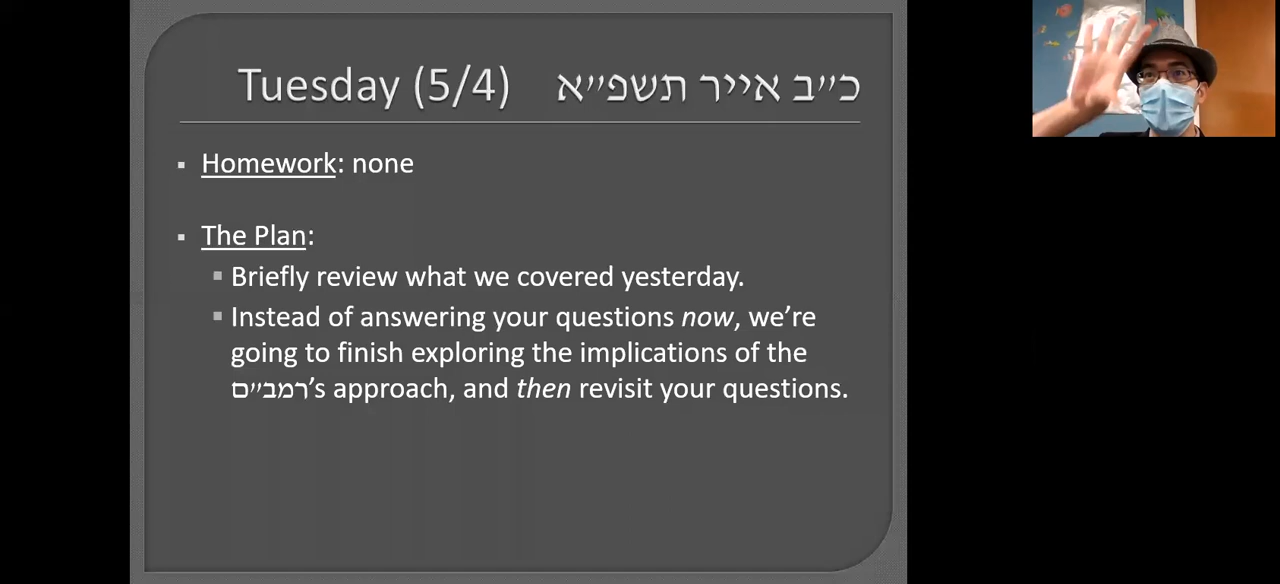 Tuesday (5/4) כ״ב אייר תשפ״א
Homework: none
The Plan:
Briefly review what we covered yesterday.
Instead of answering your questions now, we’re
going to finish exploring the implications of the
רמב״ם’s approach, and then revisit your questions.